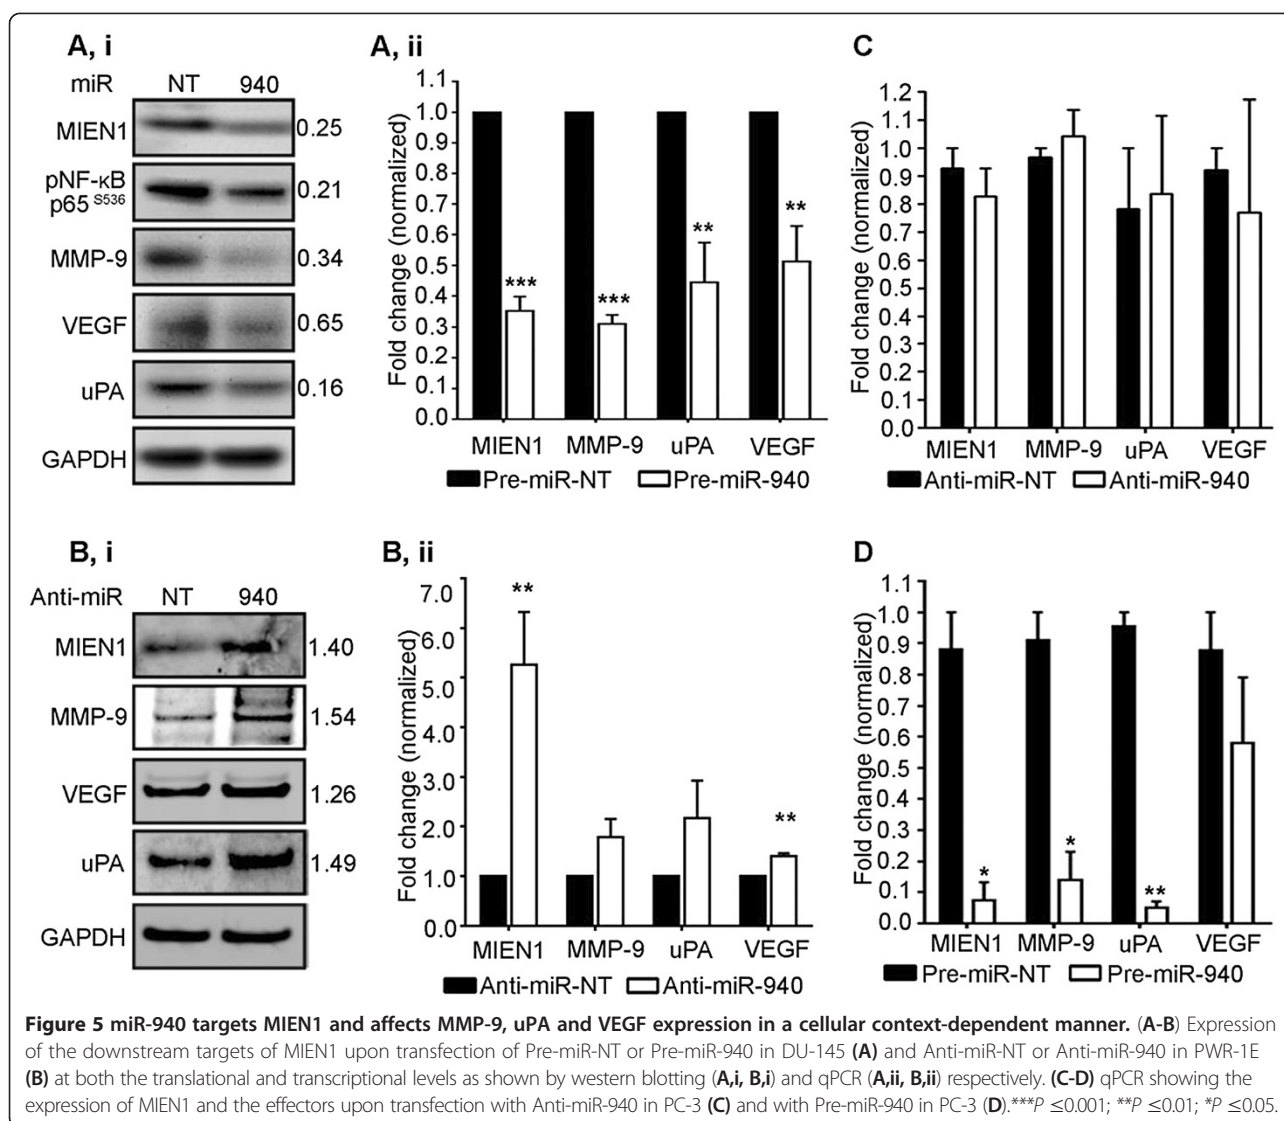 A, i
miR NT 940
MIEN1 0.25
pNF-κB
p65 S536 0.21
MMP-9 0.34
VEGF 0.65
uPA 0.16
GAPDH
A, ii
Fold change (normalized)
1.1
1.0
0.9
0.8
0.7
0.6
0.5
0.4
0.3
0.2
0.1
0.0
*** *** ** **
MIEN1 MMP-9 uPA VEGF
Pre-miR-NT Pre-miR-940
C
Fold change (normalized)
1.2
1.0
0.9
0.8
0.7
0.6
0.5
0.4
0.3
0.2
0.1
0.0
MIEN1 MMP-9 uPA VEGF
Anti-miR-NT Anti-miR-940
B, i
Anti-miR NT 940
MIEN1 1.40
MMP-9 1.54
VEGF 1.26
uPA 1.49
GAPDH
B, ii
Fold change (normalized)
7.0
6.0
5.0
4.0
3.0
2.0
1.0
0.0
** **
MIEN1 MMP-9 uPA VEGF
Anti-miR-NT Anti-miR-940
D
Fold change (normalized)
1.1
1.0
0.9
0.8
0.7
0.6
0.5
0.4
0.3
0.2
0.1
0.0
* * **
MIEN1 MMP-9 uPA VEGF
Pre-miR-NT Pre-miR-940
Figure 5 miR-940 targets MIEN1 and affects MMP-9, uPA and VEGF expression in a cellular context-dependent manner. (A-B) Expression
of the downstream targets of MIEN1 upon transfection of Pre-miR-NT or Pre-miR-940 in DU-145 (A) and Anti-miR-NT or Anti-miR-940 in PWR-1E
(B) at both the translational and transcriptional levels as shown by western blotting (A,i, B,i) and qPCR (A,ii, B,ii) respectively. (C-D) qPCR showing the
expression of MIEN1 and the effectors upon transfection with Anti-miR-940 in PC-3 (C) and with Pre-miR-940 in PC-3 (D).***P ≤0.001; **P ≤0.01; *P ≤0.05.